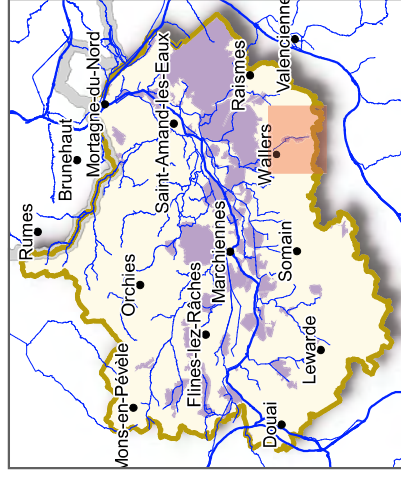 Rumes
Brunehaut
Mortagne-du-Nord
Mons-en-Pévèle
Orchies
Saint-Amand-les-Eaux
Flines-lez-Râches
Marchiennes
Raismes
Wallers
Douai
Somain
Valencienne
Lewarde